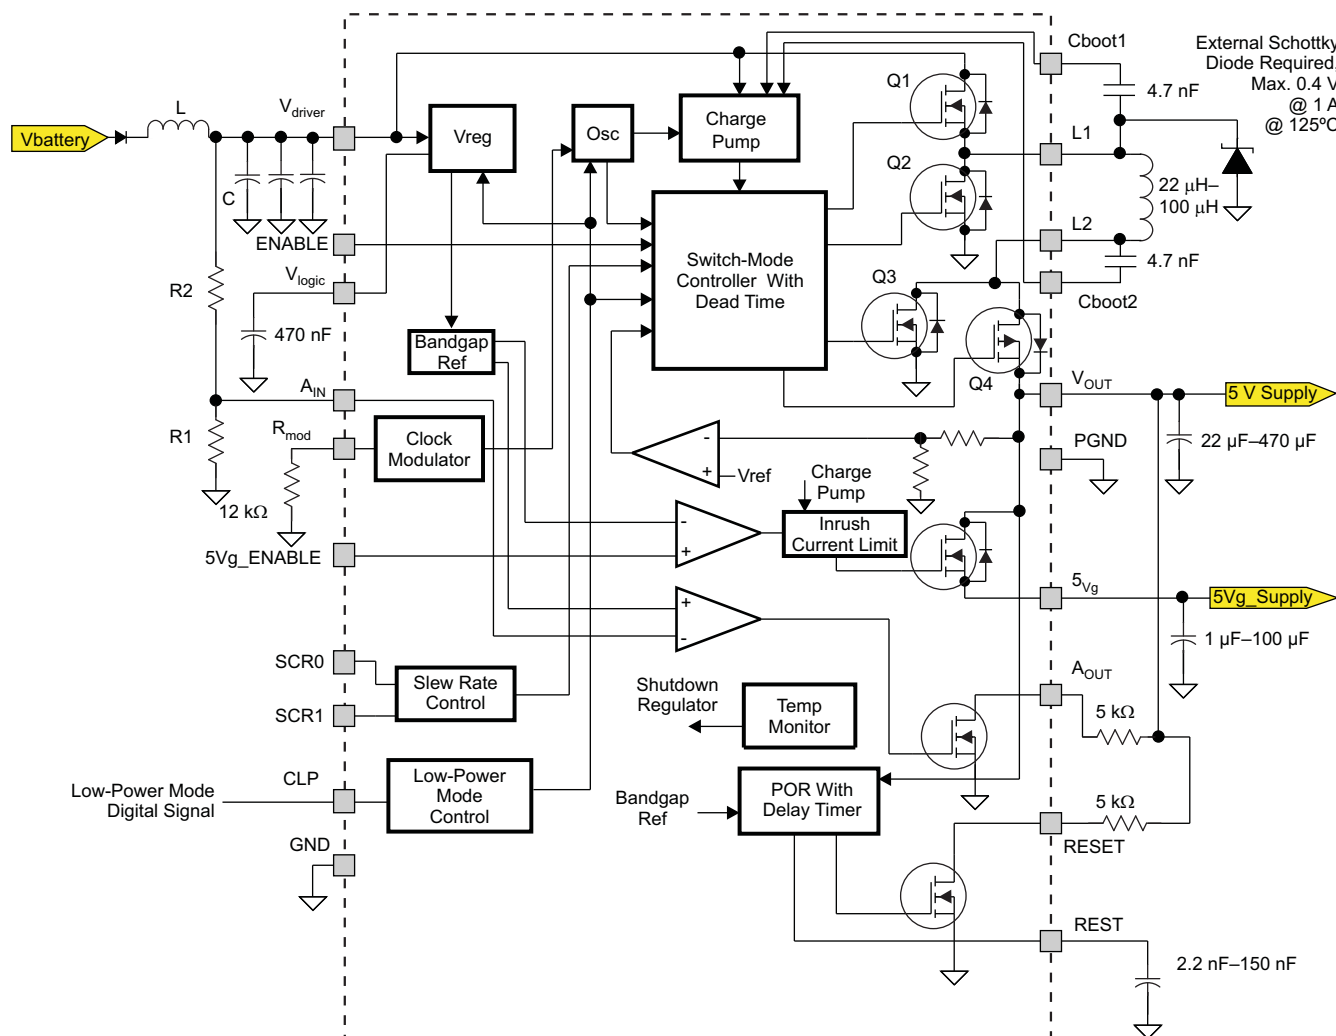 Cboot1
External Schottky
Diode Required,
Max. 0.4 V
@ 1 A
@ 125ºC
4.7 nF
Q1
L
Vdriver
Vbattery
Vreg
Osc
Charge
Pump
L1
Q2
C
22 µH–
100 µH
ENABLE
L2
4.7 nF
Switch-Mode
Controller With
Dead Time
Vlogic
R2
Q3
Cboot2
470 nF
Bandgap
Ref
Q4
AIN
VOUT
5 V Supply
R1
Rmod
Clock
Modulator
-
+
Vref
PGND
22 µF–470 µF
Charge
Pump
12 kΩ
-
+
Inrush
Current Limit
5Vg_ENABLE
5Vg
5Vg_Supply
+
-
1 µF–100 µF
SCR0
SCR1
Slew Rate
Control
Shutdown
Regulator
Temp
Monitor
AOUT
5 kΩ
CLP
Low-Power Mode
Digital Signal
Low-Power
Mode
Control
Bandgap
Ref
POR With
Delay Timer
5 kΩ
RESET
GND
REST
2.2 nF–150 nF